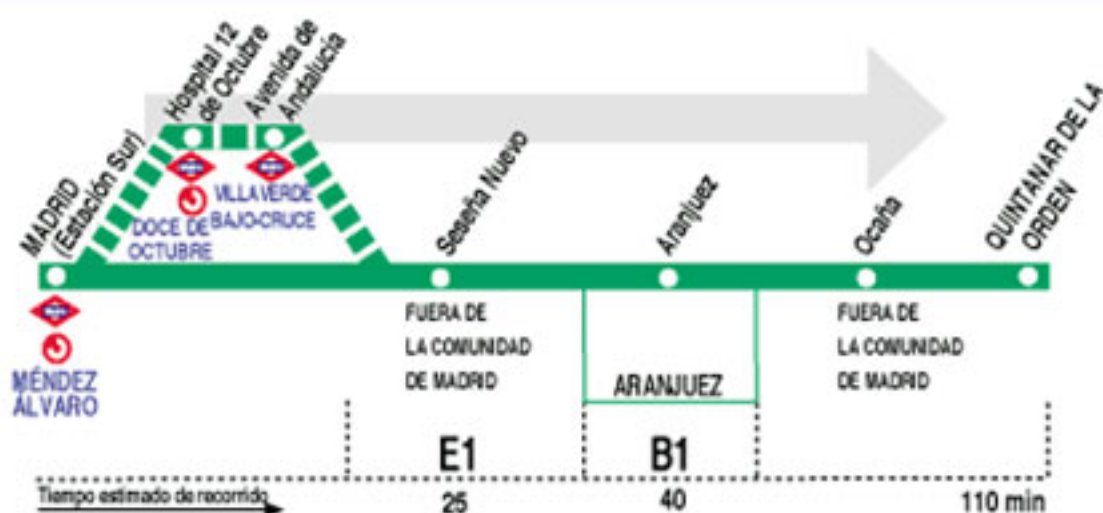 Hospital 12
de Octubre
Avenida de
Andalucía
MADRID
(Estación Sur)
Seseña Nuevo
Aranjuez
Ocaña
QUINTANAR DE LA
ORDEN
DOCE DE
OCTUBRE
VILLAVERDE
BAJO-CRUCE
MÉNDEZ
ÁLVARO
FUERA DE
LA COMUNIDAD
DE MADRID
ARANJUEZ
FUERA DE
LA COMUNIDAD
DE MADRID
E1
B1
Tiempo estimado de recorrido
25
40
110 min